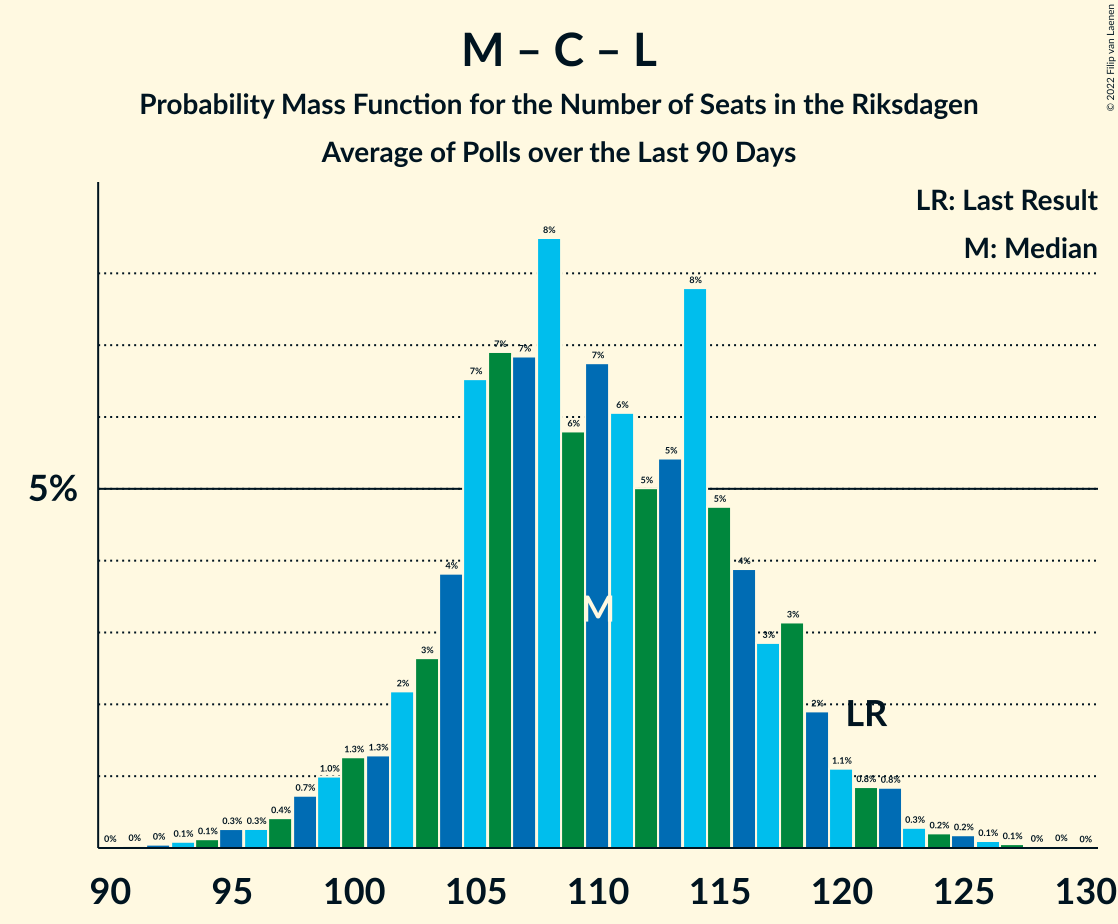 M – C – L
Probability Mass Function for the Number of Seats in the Riksdagen
Average of Polls over the Last 90 Days
© 2022 Filip van Laenen
LR: Last Result
M: Median
5%
0% 0% 0% 0.1% 0.1% 0.3% 0.3% 0.4% 0.7% 1.0% 1.3% 1.3% 2% 3% 4% 7% 7% 7% 8% 6% 7% 6% 5% 5% 8% 5% 4% 3% 3% 2% 1.1% 0.8% 0.8% 0.3% 0.2% 0.2% 0.1% 0.1% 0% 0% 0%
M
LR
90 95 100 105 110 115 120 125 130